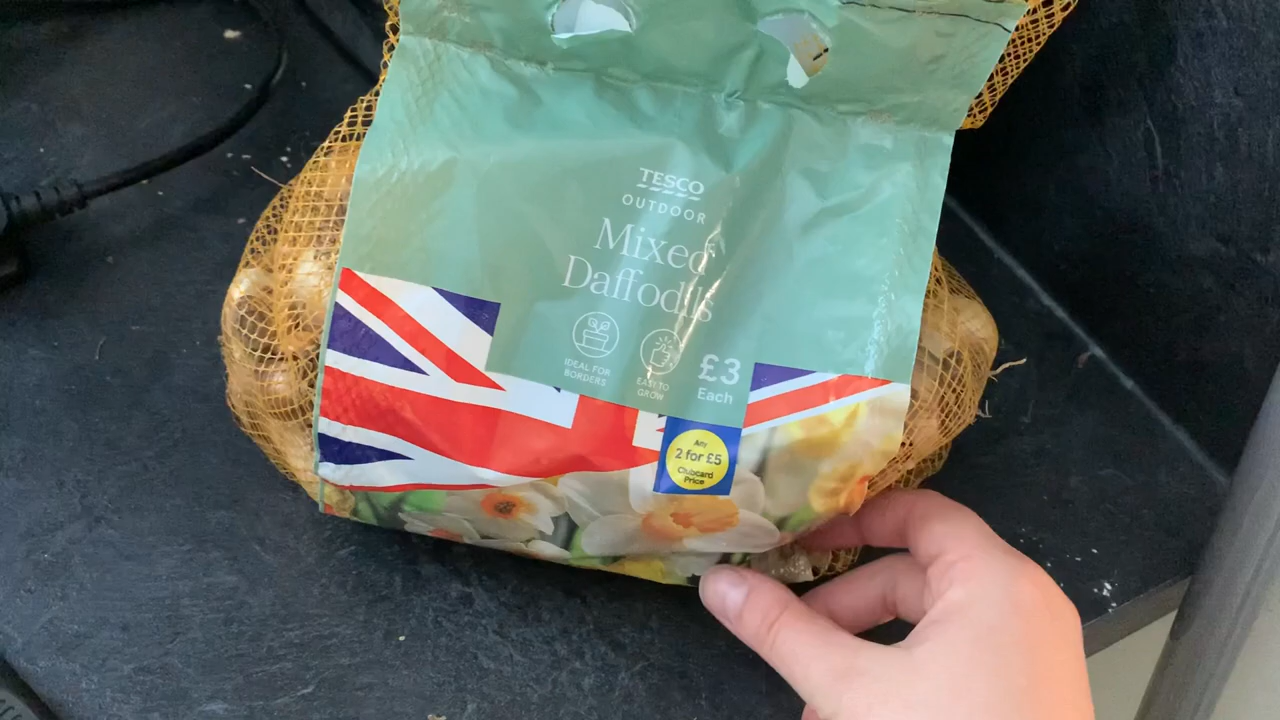 TESCO
OUTDOOR
Mixed
Daffodils
IDEAL FOR
BORDERS
EASY TO
GROW
£3
Each
Any
2 for £5
Clubcard
Price